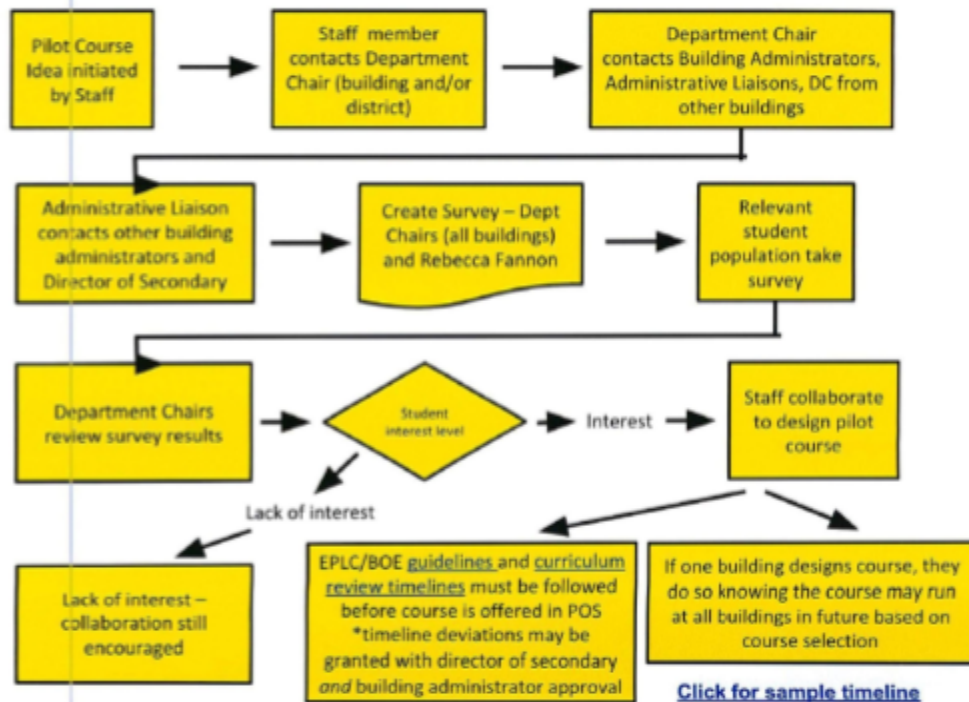 Pilot Course
Idea initiated
by Staff
Staff member
contacts Department
Chair (building and/or
district)
Department Chair
contacts Building Administrators,
Administrative Liaisons, DC from
other buildings
Administrative Liaison
contacts other building
administrators and
Director of Secondary
Create Survey – Dept
Chairs (all buildings)
and Rebecca Fannon
Relevant
student
population take
survey
Department Chairs
review survey results
Student
interest level
Interest
Staff collaborate
to design pilot
course
Lack of interest
Lack of interest –
collaboration still
encouraged
EPLC/BOE guidelines and curriculum
review timelines must be followed
before course is offered in POS
*timeline deviations may be
granted with director of secondary
and building administrator approval
If one building designs course, they
do so knowing the course may run
at all buildings in future based on
course selection
Click for sample timeline